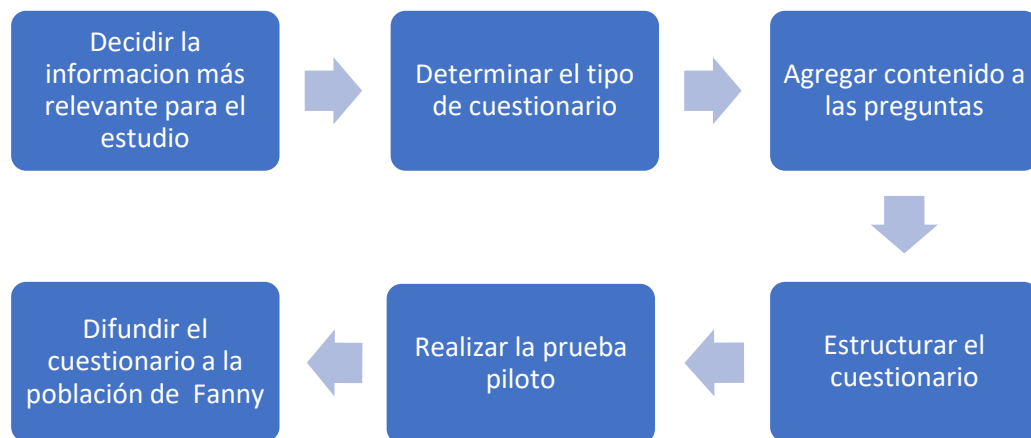 Decidir la
informacion más
relevante para el
estudio
Determinar el tipo
de cuestionario
Agregar contenido a
las preguntas
Estructurar el
cuestionario
Realizar la prueba
piloto
Difundir el
cuestionario a la
población de  Fanny